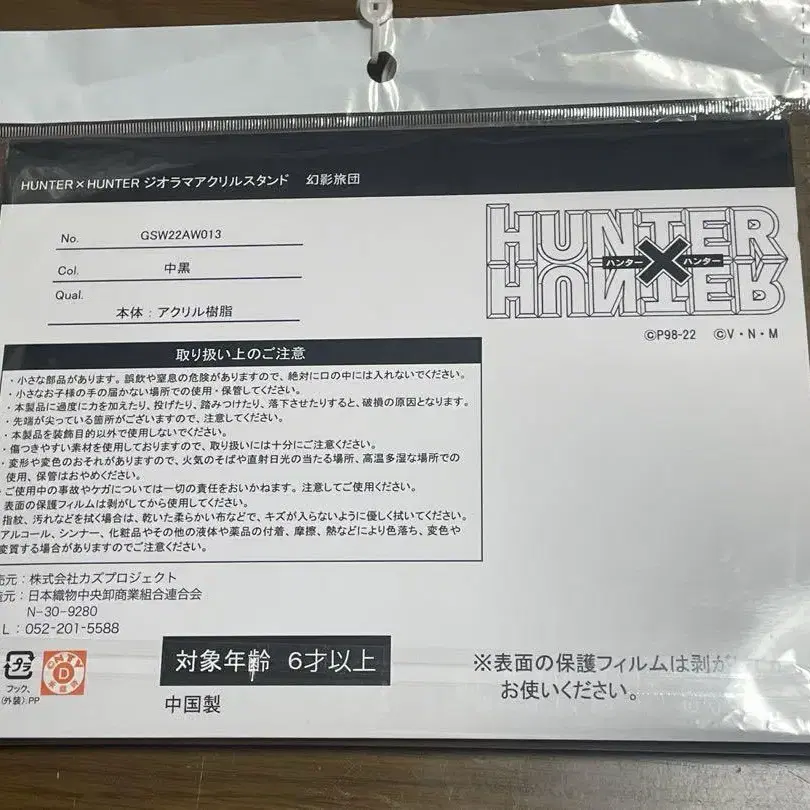 HUNTER×HUNTER ジオラマアクリルスタンド 幻影旅団
No. GSW22AW013
Col. 中黒
Qual.
本体：アクリル樹脂
HUNTER
ハンター×ハンター
HUNTER
©P98-22 ©V・N・M
取り扱い上のご注意
・小さな部品があります。誤飲や窒息の危険がありますので、絶対に口の中には入れないでください。
・小さなお子様の手の届かない場所での使用・保管してください。
・本製品に過度に力を加えたり、投げたり、踏みつけたり、落下させたりすると、破損の原因となります。
・先端が尖っている箇所がございますので、注意してください。
・本製品を装飾目的以外で使用しないでください。
・傷つきやすい素材を使用しておりますので、取り扱いには十分にご注意ください。
・変形や変色のおそれがありますので、火気のそばや直射日光の当たる場所、高温多湿な場所での
使用、保管はおやめください。
・ご使用中の事故やケガについては一切の責任をおいかねます。注意してご使用ください。
表面の保護フィルムは剥がしてから使用してください。
指紋、汚れなどを拭く場合は、乾いた柔らかい布などで、キズが入らないように優しく拭いてください。
アルコール、シンナー、化粧品やその他の液体や薬品の付着、摩擦、熱などにより色落ち、変色や
変質する場合がありますのでご注意ください。
売元：株式会社カズプロジェクト
元：日本織物中央卸商業組合連合会
N-30-9280
L：052-201-5588
プラ
フック、
(外装):PP
D
対象年齢 6才以上
中国製
※表面の保護フィルムは剥が
お使いください。